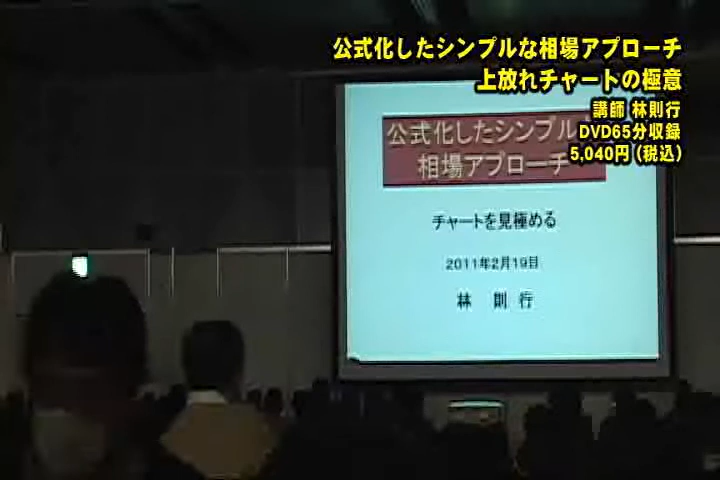 公式化したシンプルな相場アプローチ
上放れチャートの極意
講師 林則行
DVD65分収録
5,040円(税込)
公式化したシンプル
相場アプローチ
チャートを見極める
2011年2月19日
林 則 行